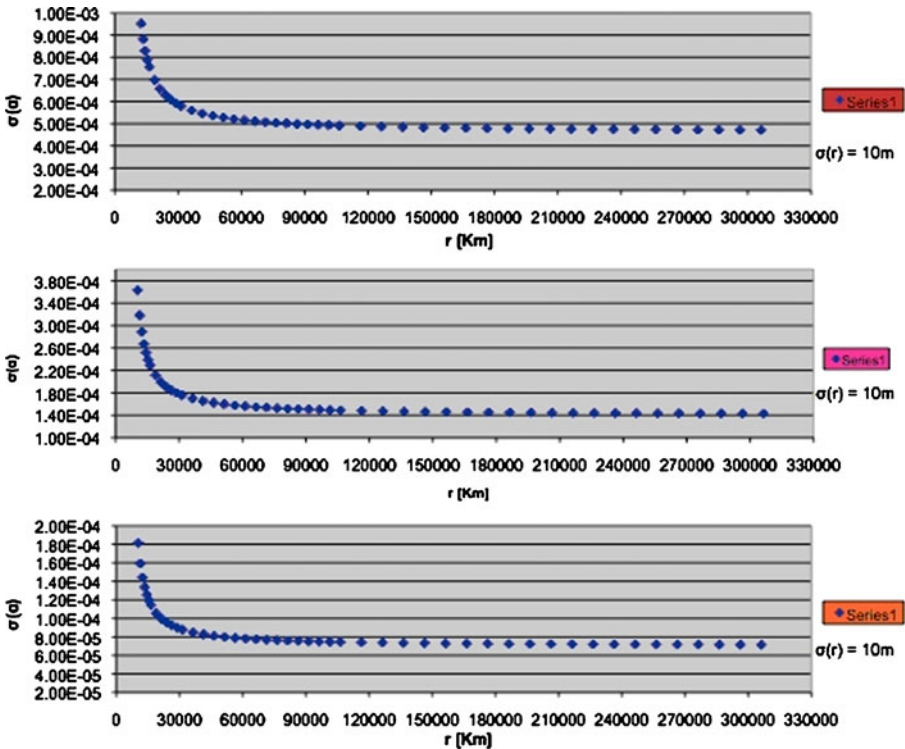 1.00E-03
9.00E-04
8.00E-04
7.00E-04
6.00E-04
5.00E-04
4.00E-04
3.00E-04
2.00E-04
σ(α)
0 30000 60000 90000 120000 150000 180000 210000 240000 270000 300000 330000
r [Km]
Series1
σ(r) = 10m
3.80E-04
3.40E-04
3.00E-04
2.60E-04
2.20E-04
1.80E-04
1.40E-04
1.00E-04
σ(α)
0 30000 60000 90000 120000 150000 180000 210000 240000 270000 300000 330000
r [Km]
Series1
σ(r) = 10m
2.00E-04
1.80E-04
1.60E-04
1.40E-04
1.20E-04
1.00E-04
8.00E-05
6.00E-05
4.00E-05
2.00E-05
σ(α)
0 30000 60000 90000 120000 150000 180000 210000 240000 270000 300000 330000
r [Km]
Series1
σ(r) = 10m